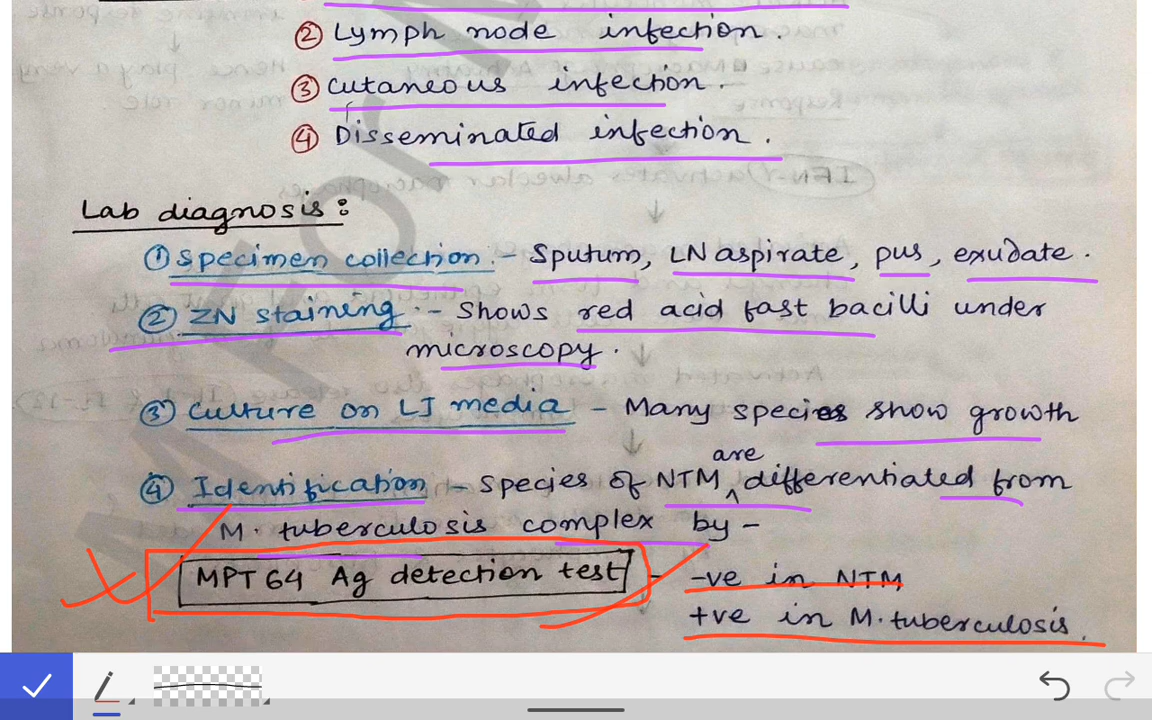 ② Lymph node infection.
③ Cutaneous infection.
④ Disseminated infection.
Lab diagnosis:
① Specimen collection:- Sputum, LN aspirate, pus, exudate.
② ZN staining:- Shows red acid fast bacilli under
microscopy.
③ Culture on LJ media - Many species show growth
④ Identification - Species of NTM are differentiated from
M. tuberculosis complex by -
MPT 64 Ag detection test - -ve in NTM
+ve in M. tuberculosis.